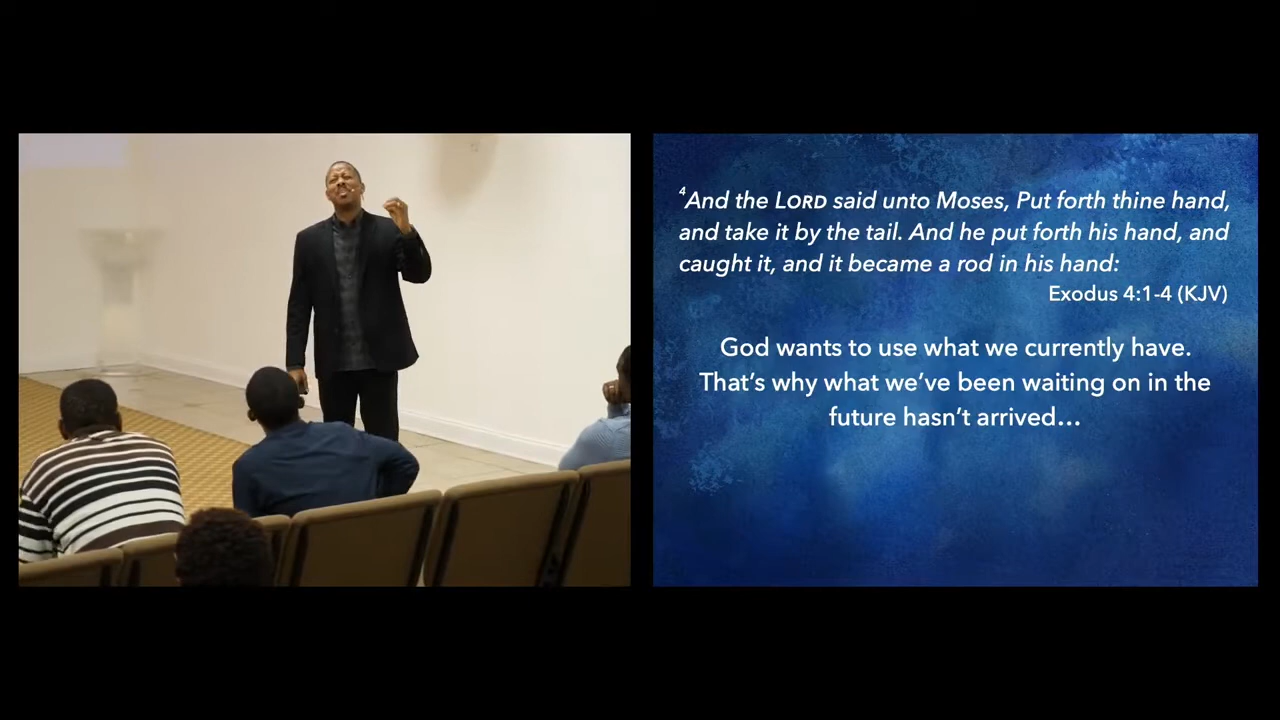 ⁴And the LORD said unto Moses, Put forth thine hand,
and take it by the tail. And he put forth his hand, and
caught it, and it became a rod in his hand:
Exodus 4:1-4 (KJV)
God wants to use what we currently have.
That's why what we've been waiting on in the
future hasn't arrived…